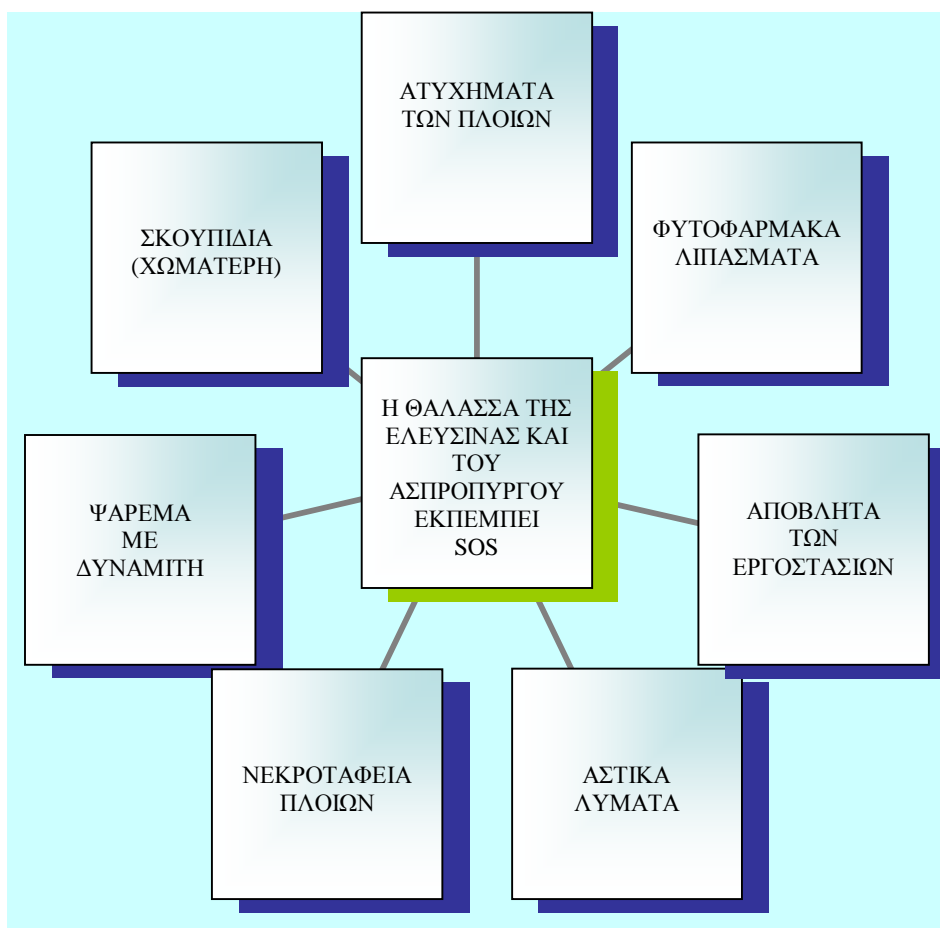 ΑΤΥΧΗΜΑΤΑ
ΤΩΝ ΠΛΟΙΩΝ
ΣΚΟΥΠΙΔΙΑ
(ΧΩΜΑΤΕΡΗ)
ΦΥΤΟΦΑΡΜΑΚΑ
ΛΙΠΑΣΜΑΤΑ
Η ΘΑΛΑΣΣΑ ΤΗΣ
ΕΛΕΥΣΙΝΑΣ ΚΑΙ
ΤΟΥ
ΑΣΠΡΟΠΥΡΓΟΥ
ΕΚΠΕΜΠΕΙ
SOS
ΨΑΡΕΜΑ
ΜΕ
ΔΥΝΑΜΙΤΗ
ΑΠΟΒΛΗΤΑ
ΤΩΝ
ΕΡΓΟΣΤΑΣΙΩΝ
ΝΕΚΡΟΤΑΦΕΙΑ
ΠΛΟΙΩΝ
ΑΣΤΙΚΑ
ΛΥΜΑΤΑ